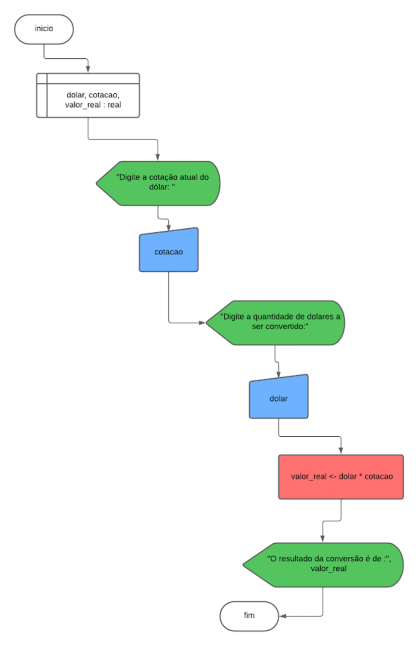 inicio
dolar, cotacao,
valor_real : real
"Digite a cotação atual do
dólar: "
cotacao
"Digite a quantidade de dolares a
ser convertido:"
dolar
valor_real <- dolar * cotacao
"O resultado da conversão é de :",
valor_real
fim